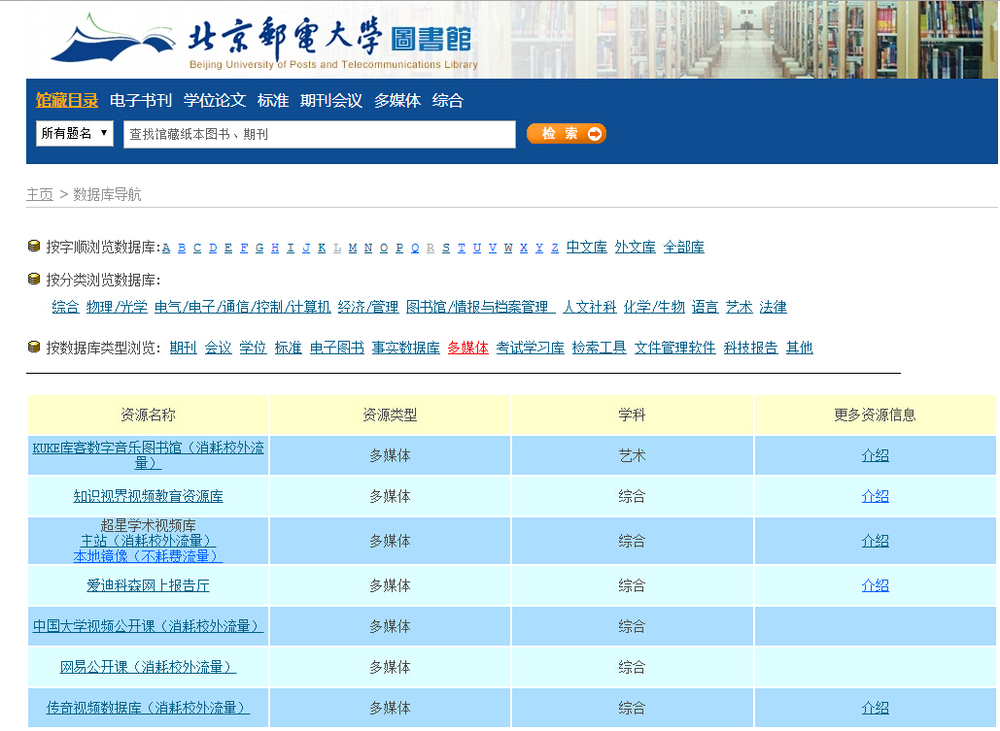 北京郵電大學 圖書館
Beijing University of Posts and Telecommunications Library
馆藏目录 电子书刊 学位论文 标准 期刊会议 多媒体 综合
所有题名 ▼ 查找馆藏纸本图书、期刊 检 索
主页 > 数据库导航
按字顺浏览数据库:A B C D E F G H I J K L M N O P Q R S T U V W X Y Z 中文库 外文库 全部库
按分类浏览数据库:
综合 物理/光学 电气/电子/通信/控制/计算机 经济/管理 图书馆/情报与档案管理 人文社科 化学/生物 语言 艺术 法律
按数据库类型浏览: 期刊 会议 学位 标准 电子图书 事实数据库 多媒体 考试学习库 检索工具 文件管理软件 科技报告 其他
资源名称 资源类型 学科 更多资源信息
KUKE库客数字音乐图书馆（消耗校外流
量） 多媒体 艺术 介绍
知识视界视频教育资源库 多媒体 综合 介绍
超星学术视频库
主站（消耗校外流量） 多媒体 综合 介绍
本地镜像（不耗费流量）
爱迪科森网上报告厅 多媒体 综合 介绍
中国大学视频公开课（消耗校外流量） 多媒体 综合
网易公开课（消耗校外流量） 多媒体 综合
传奇视频数据库（消耗校外流量） 多媒体 综合 介绍